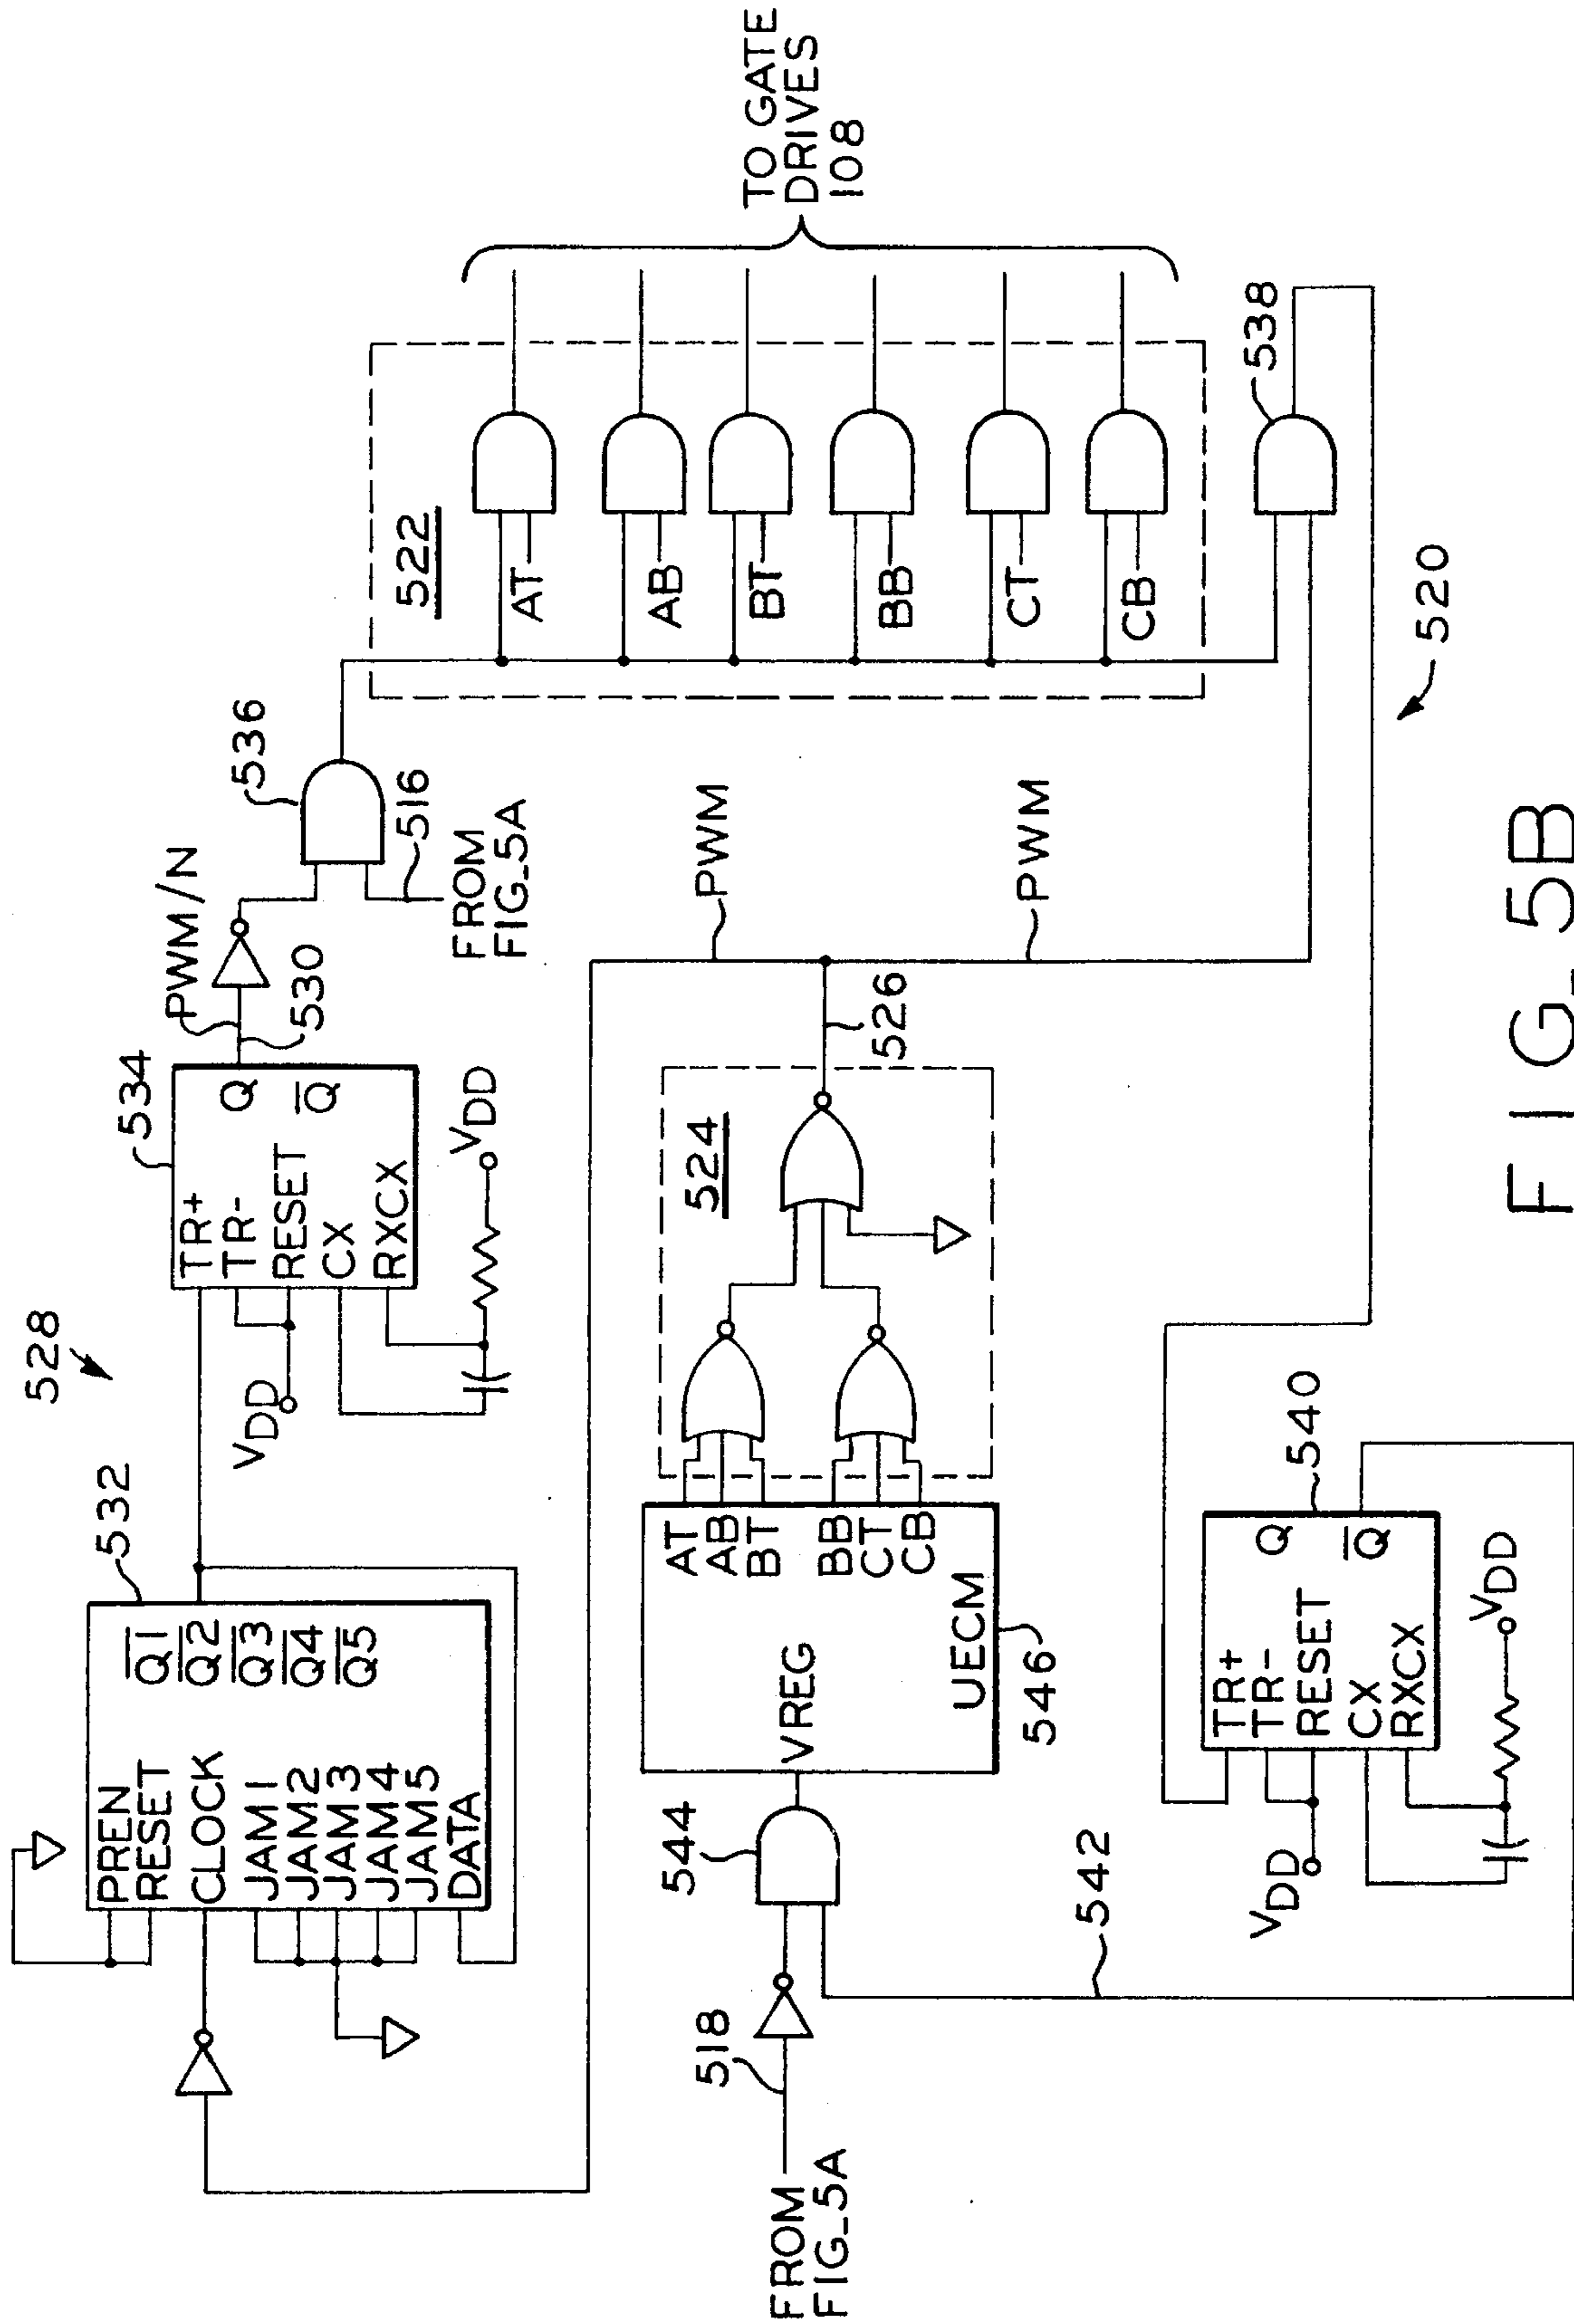 528
532
PREN
RESET
CLOCK
JAM1
JAM2
JAM3
JAM4
JAM5
DATA
Q1
Q2
Q3
Q4
Q5
534
TR+
TR-
RESET
CX
RXCX
Q
Q
VDD
VDD
PWM/N
530
536
516
FROM
FIG_5A
522
AT
AB
BT
BB
CT
CB
TO GATE
DRIVES
108
538
PWM
PWM
526
524
AT
AB
BT
BB
CT
CB
VREG
UECM
546
544
518
FROM
FIG_5A
542
540
TR+
TR-
RESET
CX
RXCX
Q
Q
VDD
VDD
520
FIG_5B